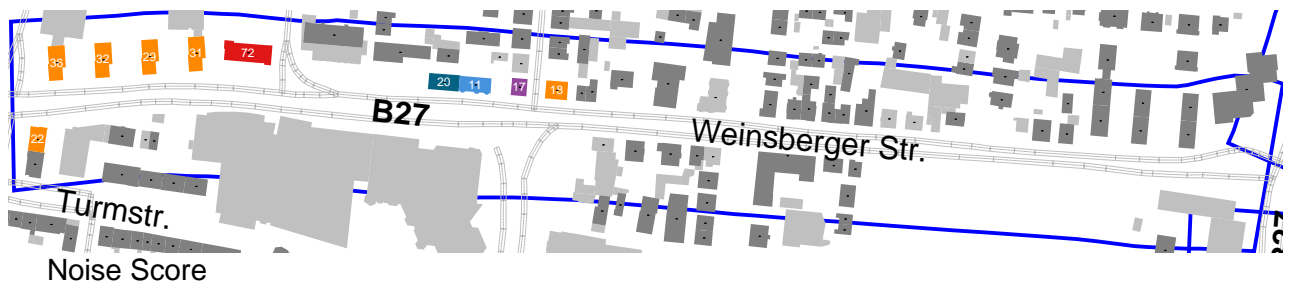 33 32 29 31 72
20 11 17 13
B27
Weinsberger Str.
22
Turmstr.
Noise Score